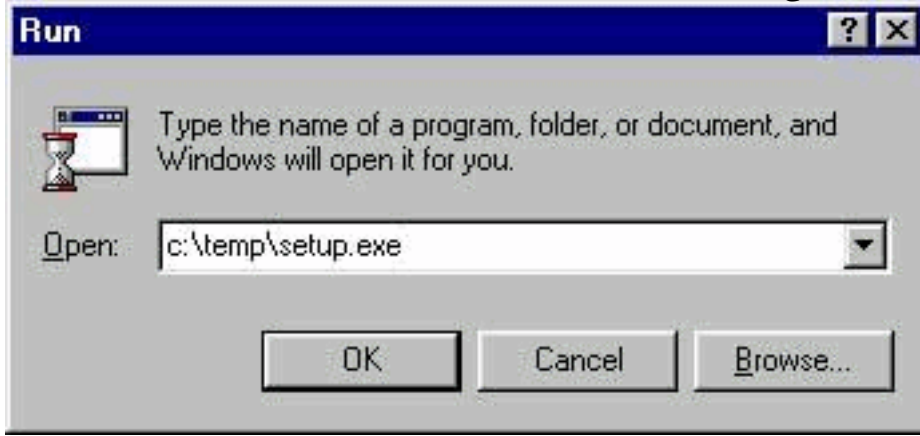 Run
Type the name of a program, folder, or document, and
Windows will open it for you.
Open: c:\temp\setup.exe
OK Cancel Browse...